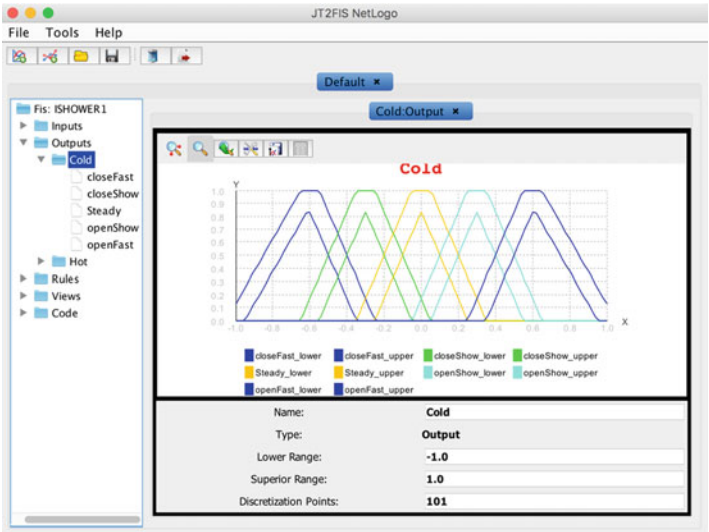 JT2FIS NetLogo
File Tools Help
Default ×
Fis: ISHOWER1
Inputs
Outputs
Cold
closeFast
closeShow
Steady
openShow
openFast
Hot
Rules
Views
Code
Cold:Output ×
Cold
Y
1.0
0.9
0.8
0.7
0.6
0.5
0.4
0.3
0.2
0.1
0.0
-1.0 -0.8 -0.6 -0.4 -0.2 0.0 0.2 0.4 0.6 0.8 1.0 X
closeFast_lower closeFast_upper closeShow_lower closeShow_upper
Steady_lower Steady_upper openShow_lower openShow_upper
openFast_lower openFast_upper
Name: Cold
Type: Output
Lower Range: -1.0
Superior Range: 1.0
Discretization Points: 101